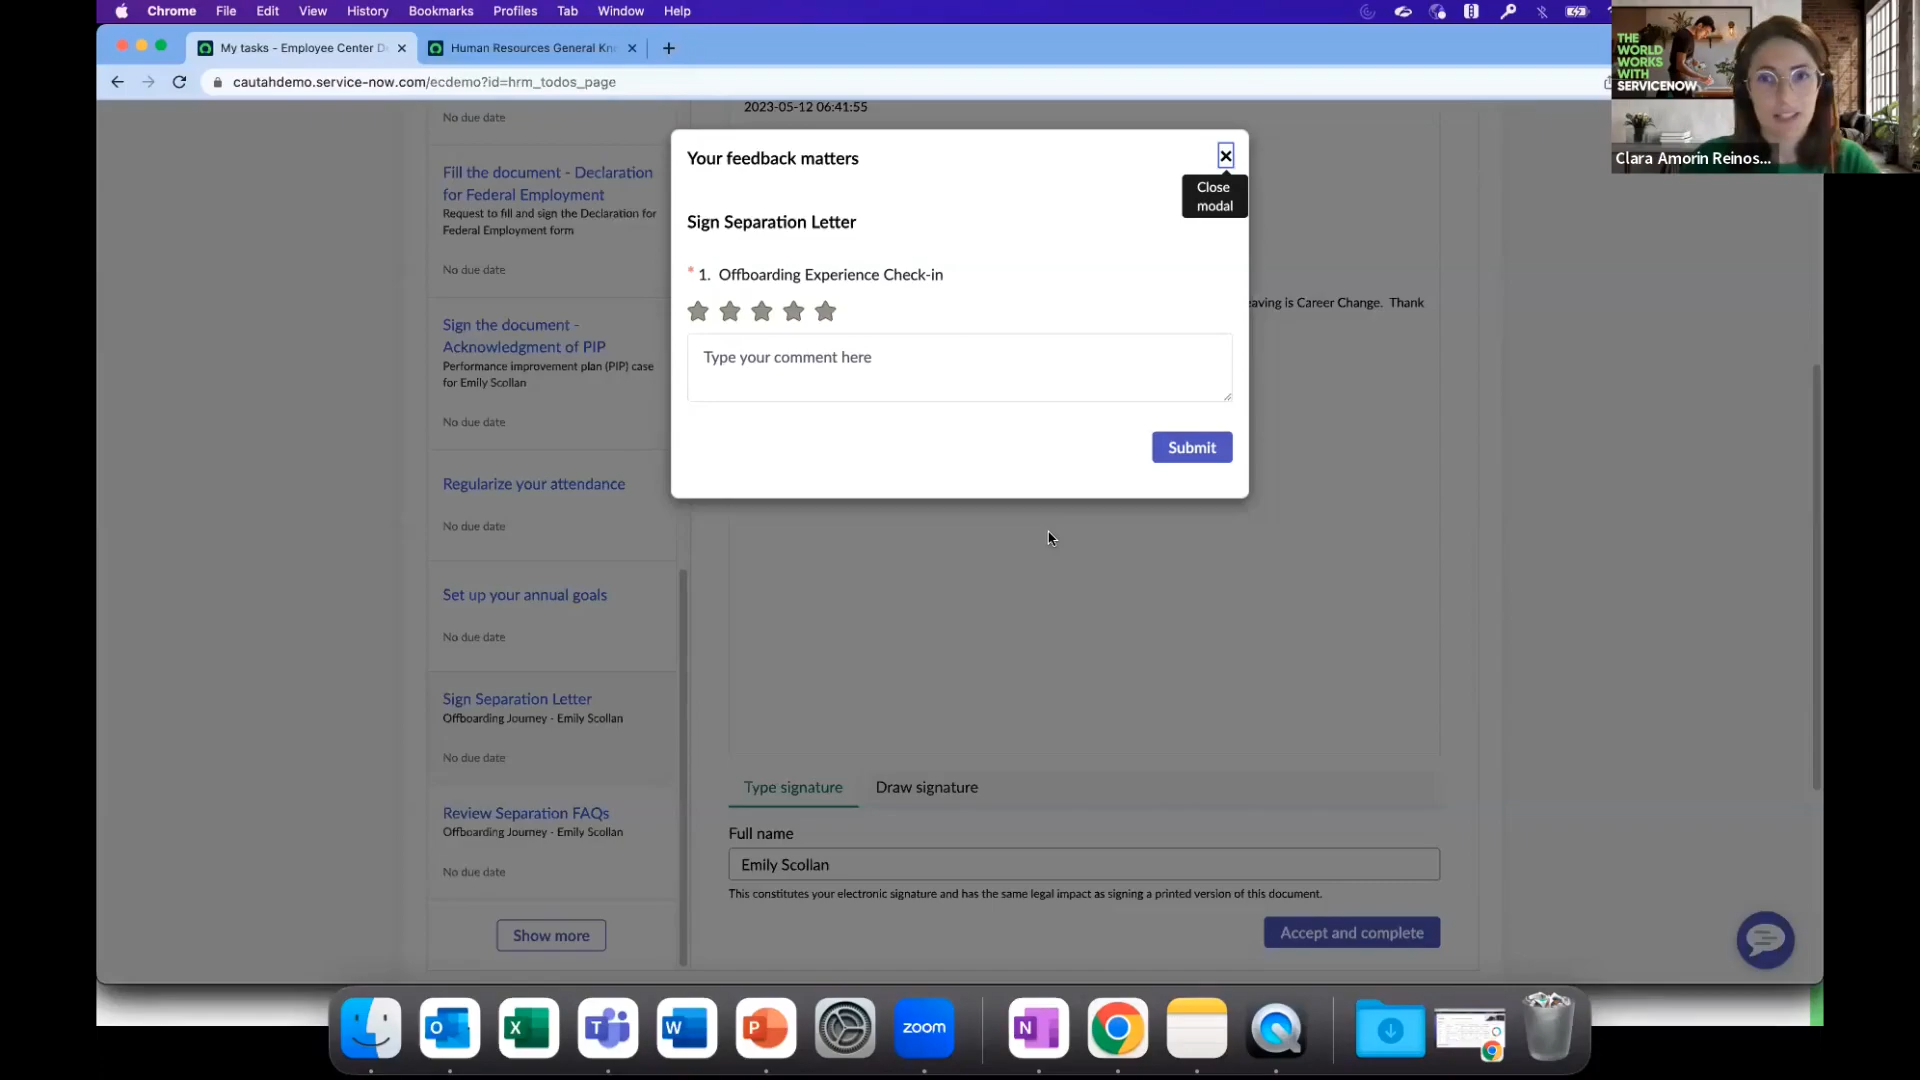 Chrome File Edit View History Bookmarks Profiles Tab Window Help
My tasks - Employee Center D
Human Resources General Kn
cautahdemo.service-now.com/ecdemo?id=hrm_todos_page
THE
WORLD
WORKS
WITH
SERVICENOW
Clara Amorin Reinos...
No due date
Fill the document - Declaration
for Federal Employment
Request to fill and sign the Declaration for
Federal Employment form
No due date
Sign the document -
Acknowledgment of PIP
Performance improvement plan (PIP) case
for Emily Scollan
No due date
Regularize your attendance
No due date
Set up your annual goals
No due date
Sign Separation Letter
Offboarding Journey - Emily Scollan
No due date
Review Separation FAQs
Offboarding Journey - Emily Scollan
No due date
Show more
2023-05-12 06:41:55
Your feedback matters
Close
modal
Sign Separation Letter
* 1. Offboarding Experience Check-in
Type your comment here
Submit
eaving is Career Change. Thank
Type signature
Draw signature
Full name
Emily Scollan
This constitutes your electronic signature and has the same legal impact as signing a printed version of this document.
Accept and complete
O
X
T
W
P
zoom
N